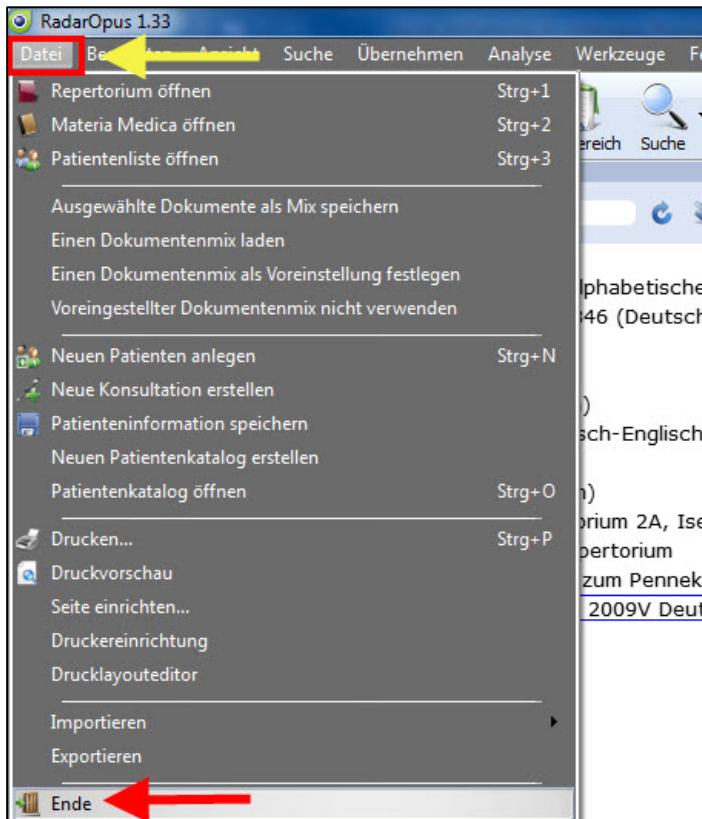 RadarOpus 1.33
Datei Suche Übernehmen Analyse Werkzeuge
Repertorium öffnen Strg+1
Materia Medica öffnen Strg+2
Patientenliste öffnen Strg+3
ereich Suche
Ausgewählte Dokumente als Mix speichern
Einen Dokumentenmix laden
Einen Dokumentenmix als Voreinstellung festlegen
Voreingestellter Dokumentenmix nicht verwenden
lphabetische
346 (Deutsch
Neuen Patienten anlegen Strg+N
Neue Konsultation erstellen
Patienteninformation speichern
Neuen Patientenkatalog erstellen
Patientenkatalog öffnen Strg+O
)
sch-Englisch
n)
orium 2A, Ise
pertorium
zum Pennek
2009V Deut
Drucken... Strg+P
Druckvorschau
Seite einrichten...
Druckereinrichtung
Drucklayouteditor
Importieren
Exportieren
Ende